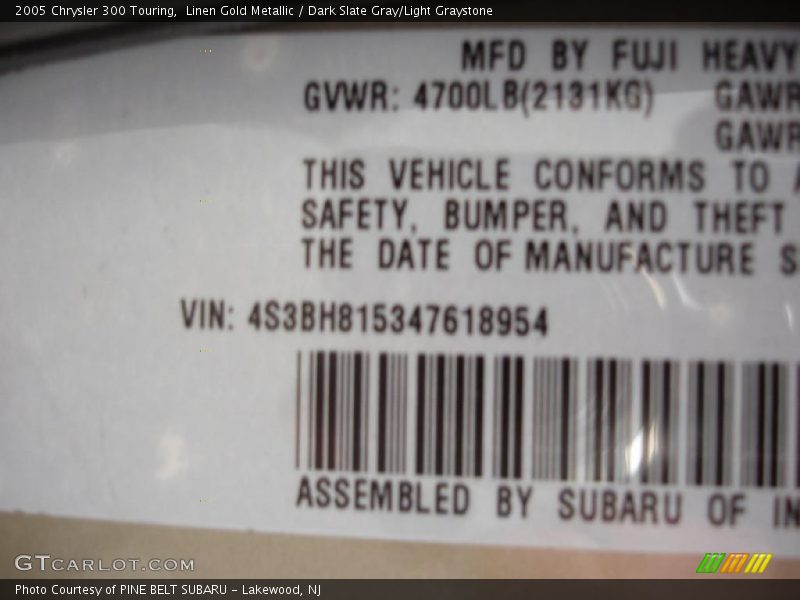 2005 Chrysler 300 Touring,  Linen Gold Metallic / Dark Slate Gray/Light Graystone
MFD BY FUJI HEAVY
GVWR: 4700LB(2131KG) GAWR
GAWR
THIS VEHICLE CONFORMS TO
SAFETY, BUMPER, AND THEFT
THE DATE OF MANUFACTURE S
VIN: 4S3BH815347618954
ASSEMBLED BY SUBARU OF IN
GTCARLOT.COM
Photo Courtesy of PINE BELT SUBARU - Lakewood, NJ